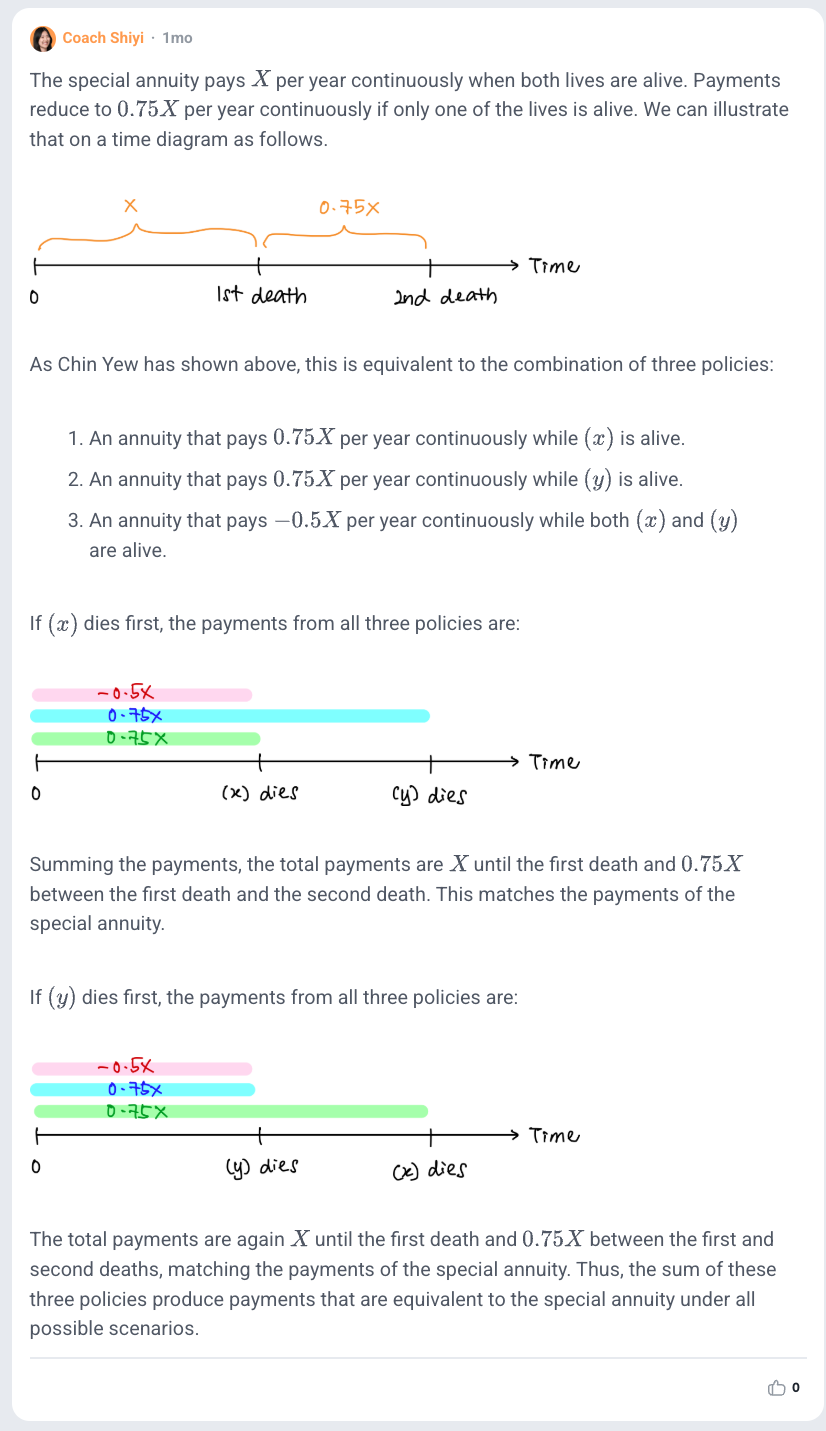 Coach Shiyi · 1mo
The special annuity pays X per year continuously when both lives are alive. Payments
reduce to 0.75X per year continuously if only one of the lives is alive. We can illustrate
that on a time diagram as follows.
X
0.75X
Time
0
1st death
2nd death
As Chin Yew has shown above, this is equivalent to the combination of three policies:
1. An annuity that pays 0.75X per year continuously while (x) is alive.
2. An annuity that pays 0.75X per year continuously while (y) is alive.
3. An annuity that pays −0.5X per year continuously while both (x) and (y)
are alive.
If (x) dies first, the payments from all three policies are:
-0.5X
0.75X
0.75X
Time
0
(x) dies
(y) dies
Summing the payments, the total payments are X until the first death and 0.75X
between the first death and the second death. This matches the payments of the
special annuity.
If (y) dies first, the payments from all three policies are:
-0.5X
0.75X
0.75X
Time
0
(y) dies
(x) dies
The total payments are again X until the first death and 0.75X between the first and
second deaths, matching the payments of the special annuity. Thus, the sum of these
three policies produce payments that are equivalent to the special annuity under all
possible scenarios.
0